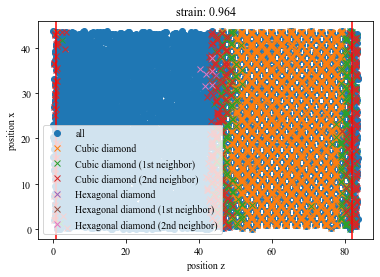 strain: 0.964
position x
40
30
20
10
0
all
Cubic diamond
Cubic diamond (1st neighbor)
Cubic diamond (2nd neighbor)
Hexagonal diamond
Hexagonal diamond (1st neighbor)
Hexagonal diamond (2nd neighbor)
0 20 40 60 80
position z